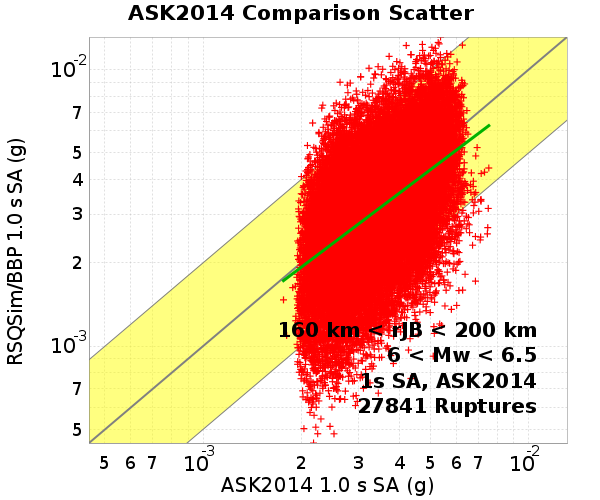 ASK2014 Comparison Scatter
RSQSim/BBP 1.0 s SA (g)
10-2
7
5
4
3
2
10-3
7
5
160 km < rJB < 200 km
6 < Mw < 6.5
1s SA, ASK2014
27841 Ruptures
5 6 7 10-3 2 3 4 5 6 7 10-2
ASK2014 1.0 s SA (g)